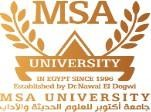 MSA
UNIVERSITY
IN EGYPT SINCE 1996
Established by Dr.Nawal El Degwi
MSA UNIVERSITY
جامعة أكتوبر للعلوم الحديثة والآداب